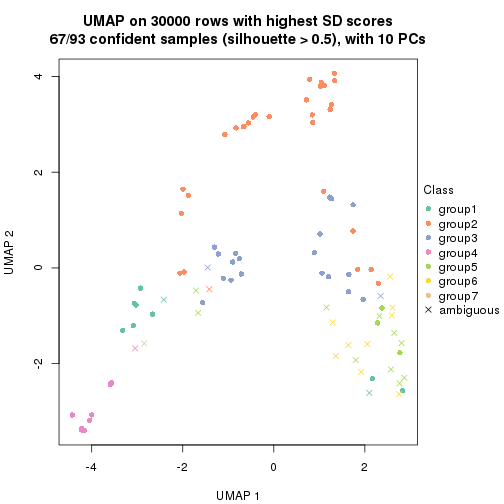 UMAP on 30000 rows with highest SD scores
67/93 confident samples (silhouette > 0.5), with 10 PCs
4
2
0
-2
UMAP 2
-4
-2
0
2
UMAP 1
Class
group1
group2
group3
group4
group5
group6
group7
ambiguous